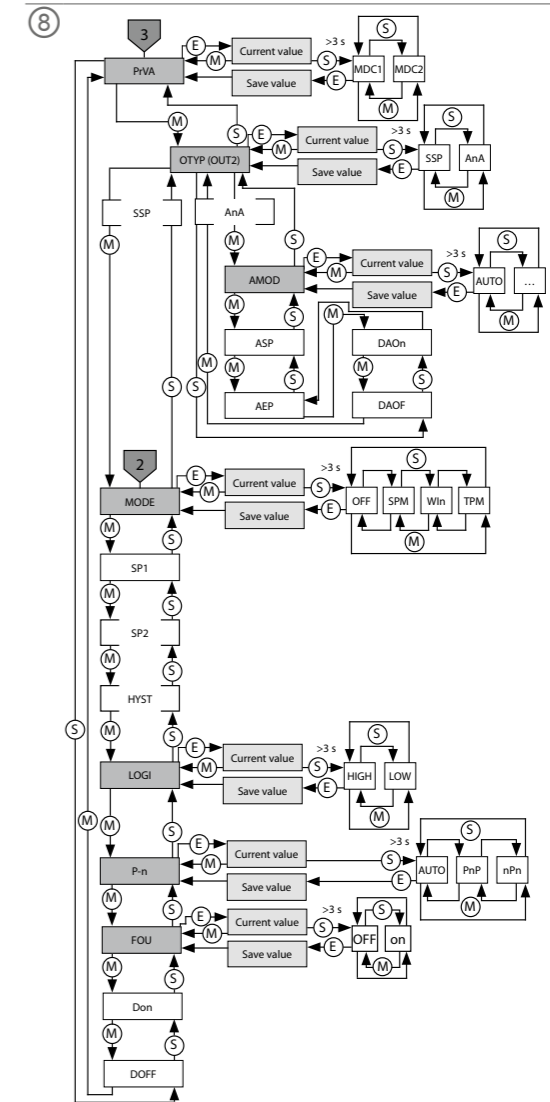 8
3
PrVA
E
M
Current value
Save value
>3 s
S
E
S
MDC1 MDC2
M
M
S
OTYP (OUT2)
E
M
Current value
Save value
>3 s
S
E
S
SSP AnA
M
SSP
AnA
M
M
S
AMOD
E
M
Current value
Save value
>3 s
S
E
S
AUTO ...
M
M
S
M
ASP
DAOn
M
S
M
S
M
S
AEP
DAOF
S
2
MODE
E
M
Current value
Save value
>3 s
S
E
S
OFF SPM WIn TPM
M
M
S
SP1
M
S
SP2
M
S
HYST
M
S
S
LOGI
E
M
Current value
Save value
>3 s
S
E
S
HIGH LOW
M
M
M
S
P-n
E
M
Current value
Save value
>3 s
S
E
S
AUTO PnP nPn
M
M
S
FOU
E
M
Current value
Save value
>3 s
S
E
S
OFF on
M
M
S
Don
M
S
DOFF